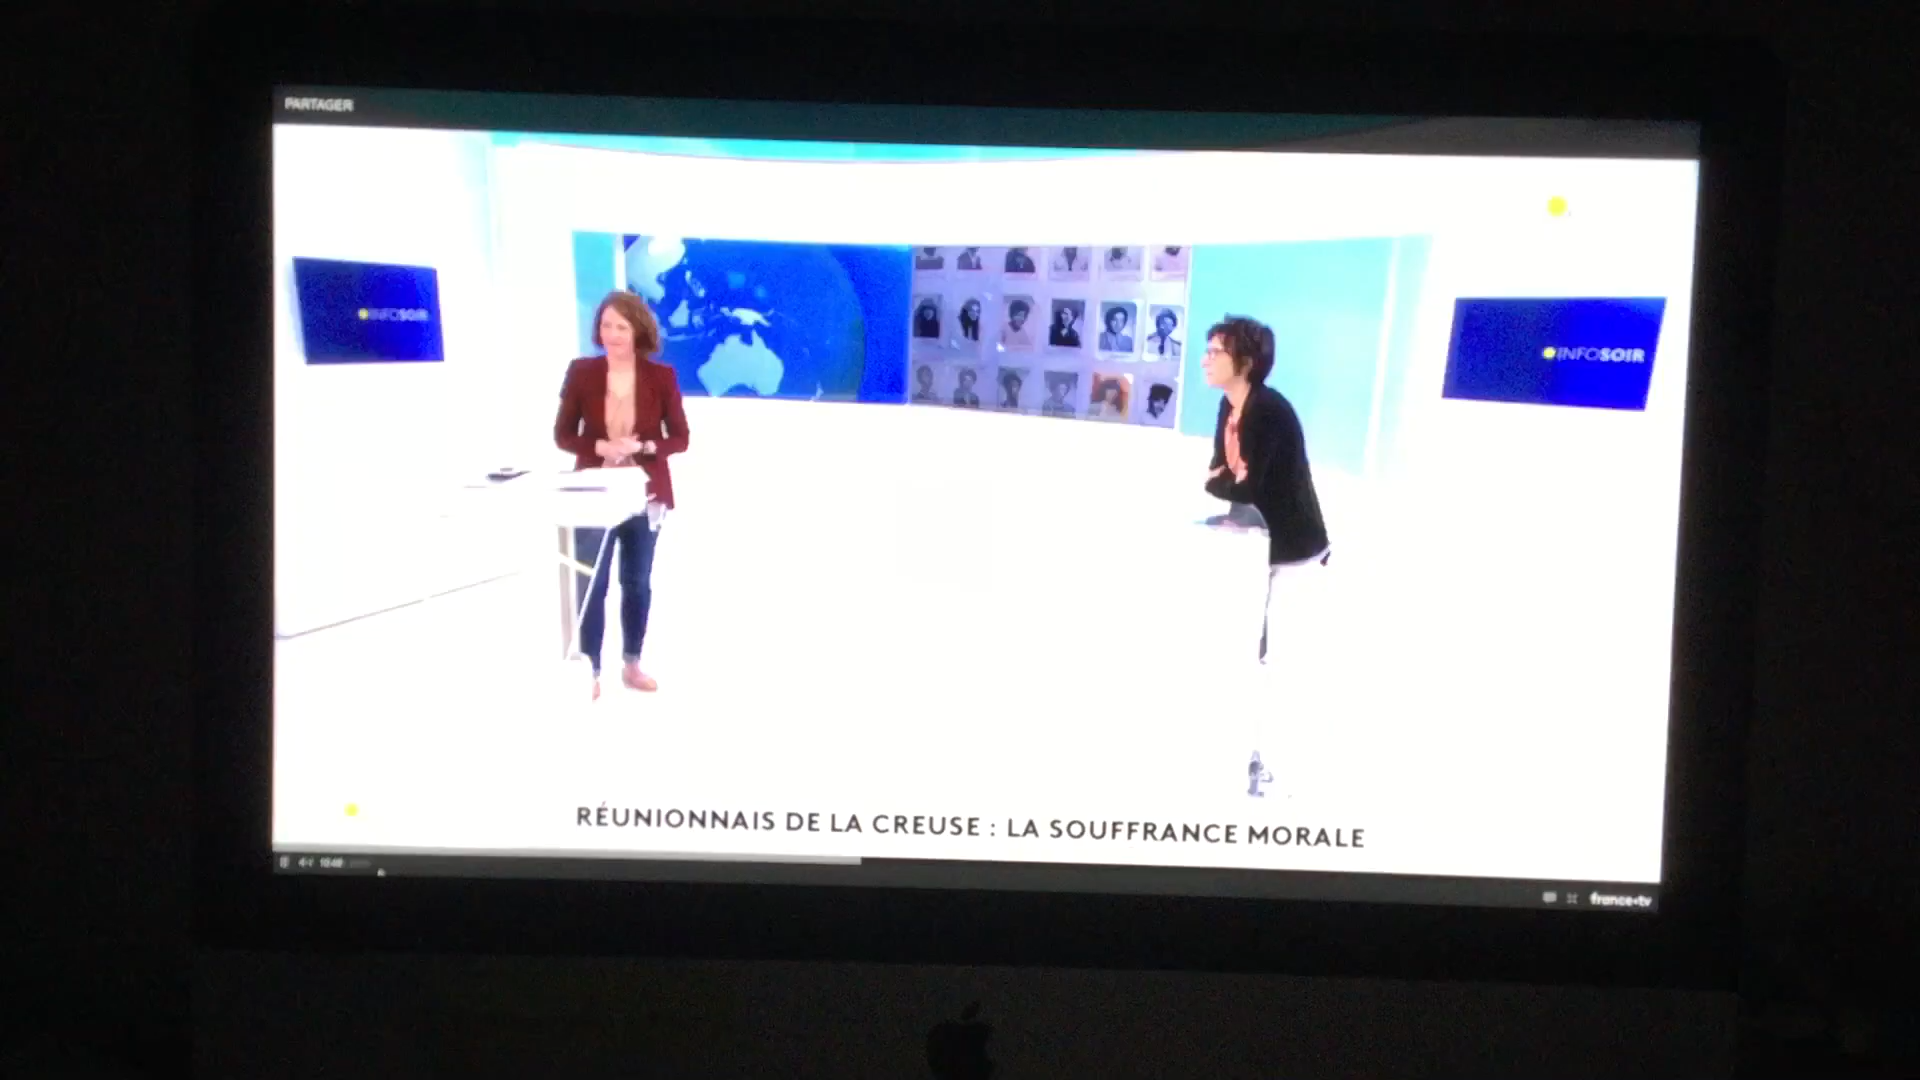 PARTAGER
INFOSOIR
INFOSOIR
RÉUNIONNAIS DE LA CREUSE : LA SOUFFRANCE MORALE
france•tv